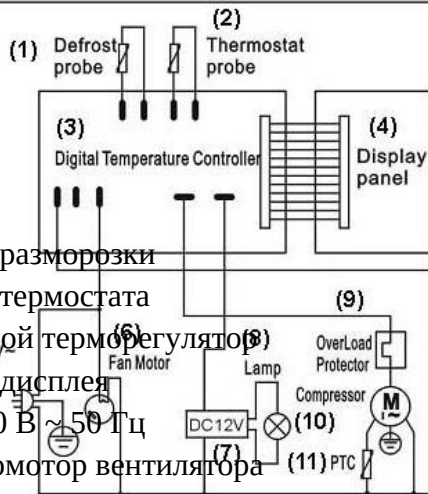 (2)
(1) Defrost probe
Thermostat probe
(3)
Digital Temperature Controller
(4)
Display panel
разморозки
термостата
ой терморегулятор
дисплея
0 В ~ 50 Гц
омотор вентилятора
(6)
Fan Motor
(8)
Lamp
DC12V
(7)
(10)
(9)
OverLoad Protector
Compressor
M
~
(11) PTC